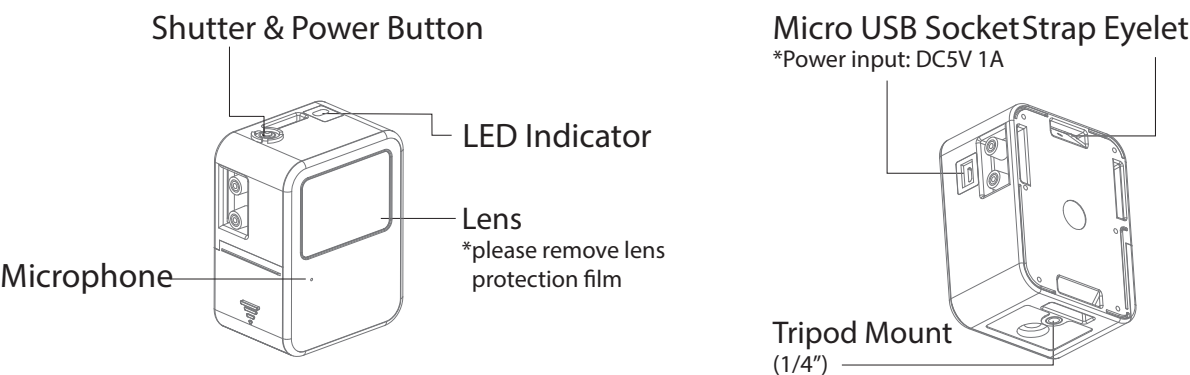 Shutter & Power Button
LED Indicator
Lens
*please remove lens
protection film
Microphone
Micro USB Socket
*Power input: DC5V 1A
Strap Eyelet
Tripod Mount
(1/4”)